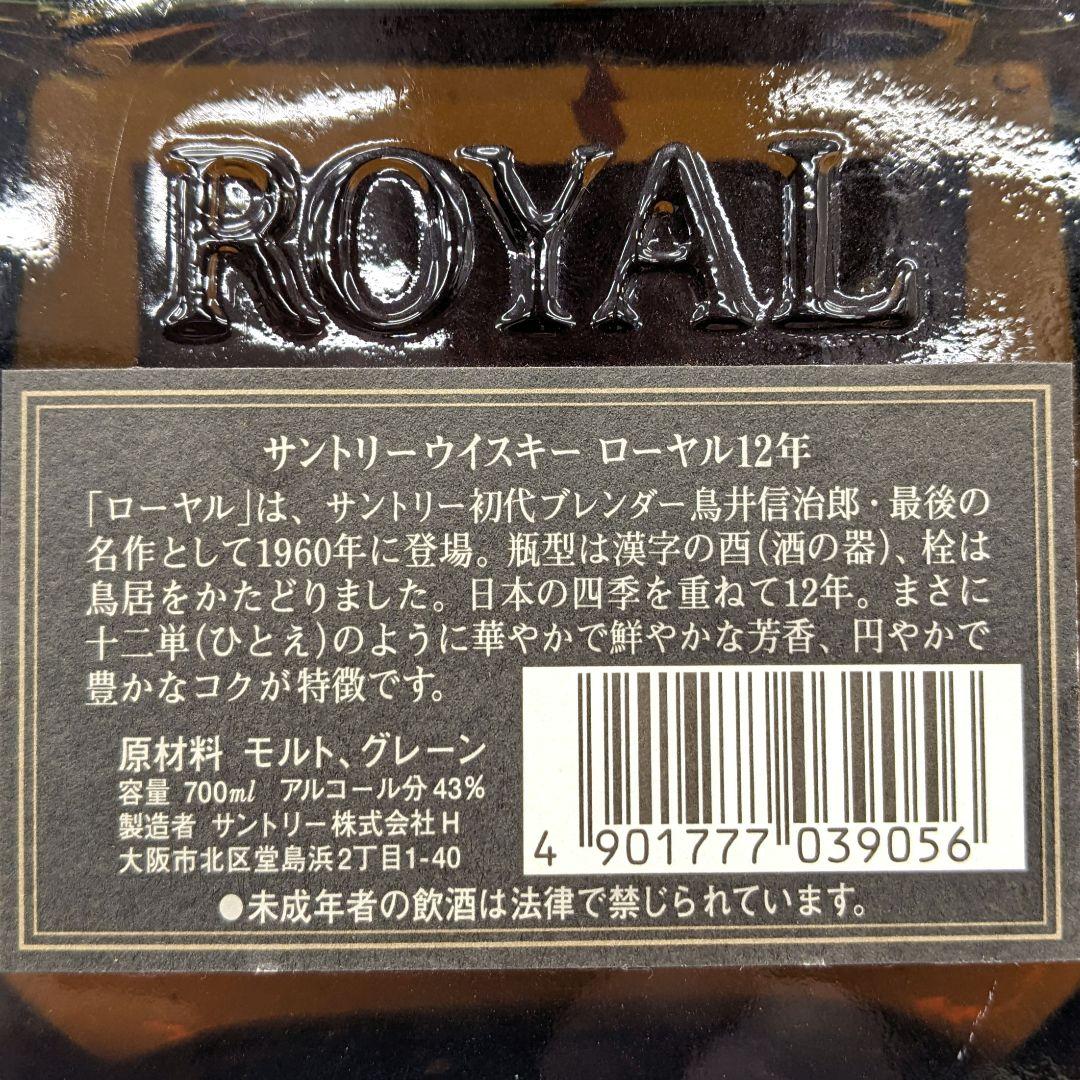 ROYAL
サントリーウイスキー ローヤル12年
「ローヤル」は、サントリー初代ブレンダー鳥井信治郎・最後の
名作として1960年に登場。瓶型は漢字の酉(酒の器)、栓は
鳥居をかたどりました。日本の四季を重ねて12年。まさに
十二単(ひとえ)のように華やかで鮮やかな芳香、円やかで
豊かなコクが特徴です。
原材料 モルト、グレーン
容量 700ml アルコール分43%
製造者 サントリー株式会社H
大阪市北区堂島浜2丁目1-40
4 901777 039056
●未成年者の飲酒は法律で禁じられています。